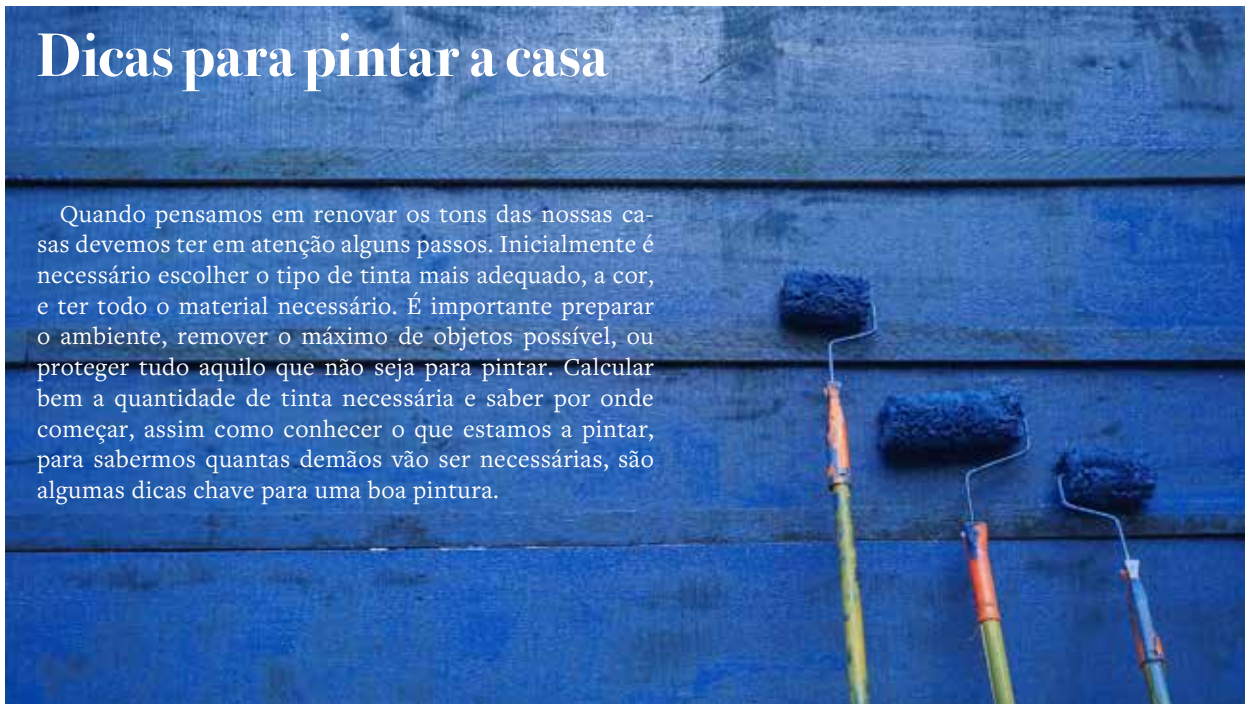 Dicas para pintar a casa
Quando pensamos em renovar os tons das nossas ca-
sas devemos ter em atenção alguns passos. Inicialmente é
necessário escolher o tipo de tinta mais adequado, a cor,
e ter todo o material necessário. É importante preparar
o ambiente, remover o máximo de objetos possível, ou
proteger tudo aquilo que não seja para pintar. Calcular
bem a quantidade de tinta necessária e saber por onde
começar, assim como conhecer o que estamos a pintar,
para sabermos quantas demãos vão ser necessárias, são
algumas dicas chave para uma boa pintura.